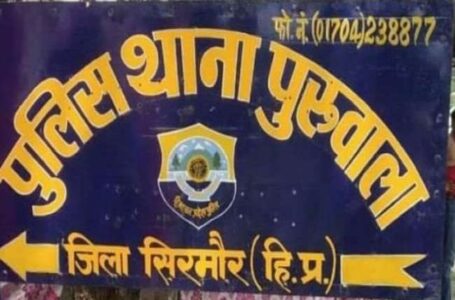 फो.नं.(01704)238877
पुलिस थाना पुरुवाला
जिला सिरमौर (हि.प्र.)